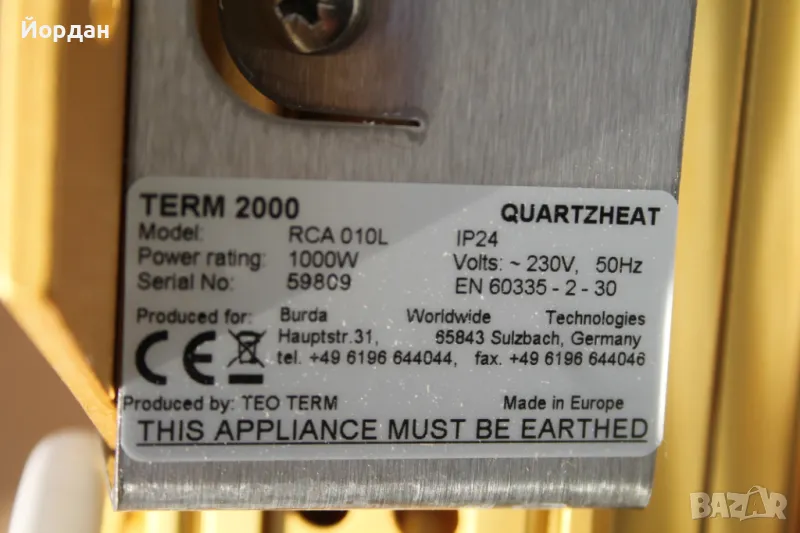 Йордан
TERM 2000 QUARTZHEAT
Model: RCA 010L IP24
Power rating: 1000W Volts: ~ 230V, 50Hz
Serial No: 59809 EN 60335 - 2 - 30
Produced for: Burda Worldwide Technologies
Hauptstr.31, 65843 Sulzbach, Germany
CE tel. +49 6196 644044, fax. +49 6196 644046
Produced by: TEO TERM Made in Europe
THIS APPLIANCE MUST BE EARTHED
BAZAR